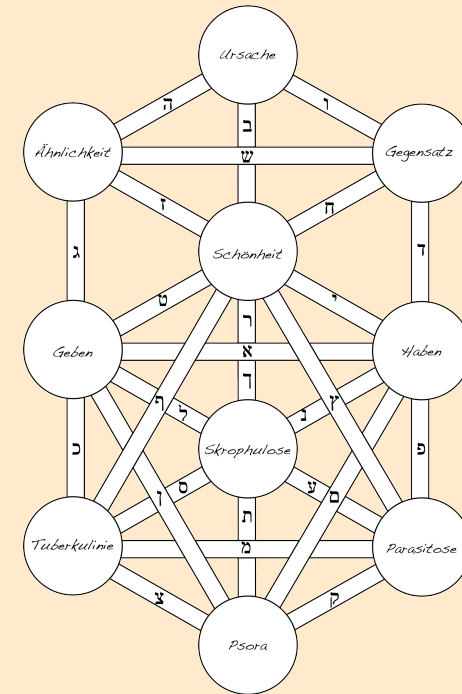 Ursache
ה ו
ב
Ähnlichkeit ש Gegensatz
ז ח
ג Schönheit ד
ט י
ר
Geben א Haben
ך
ף ל נ ץ
כ Skrophulose פ
ן ס ע ם
ת
Tuberkulinie מ Parasitose
צ ק
Psora